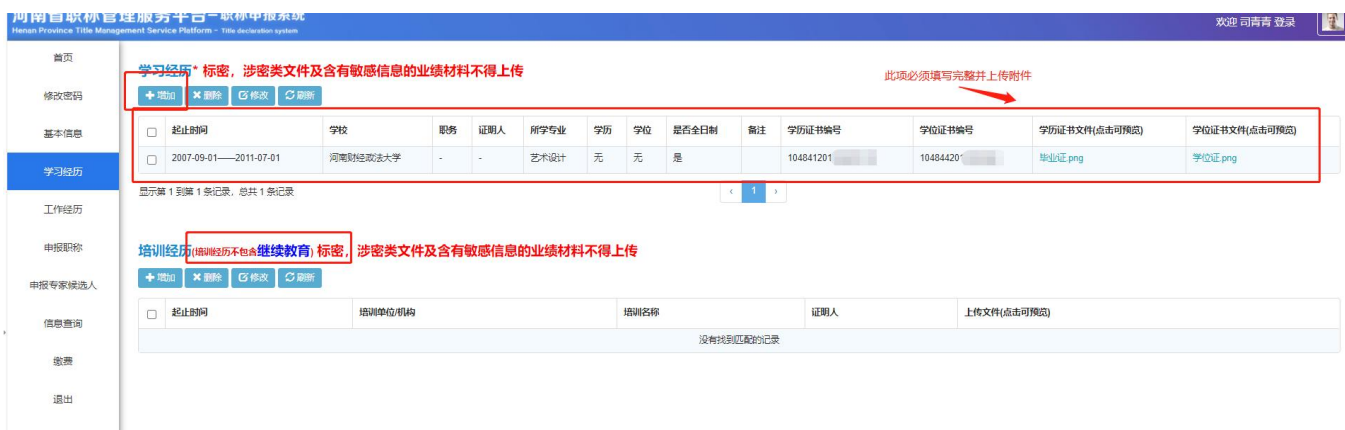 河南省职称管理服务平台-职称申报系统
Henan Province Title Management Service Platform - Title declaration system
欢迎 司青青 登录
首页
修改密码
基本信息
学习经历
工作经历
申报职称
申报专家候选人
信息查询
缴费
退出
学习经历* 标密，涉密类文件及含有敏感信息的业绩材料不得上传
此项必须填写完整并上传附件
增加 删除 修改 刷新
起止时间 学校 职务 证明人 所学专业 学历 学位 是否全日制 备注 学历证书编号 学位证书编号 学历证书文件(点击可预览) 学位证书文件(点击可预览)
2007-09-01——2011-07-01 河南财经政法大学 - - 艺术设计 无 无 是 104841201 104844201 毕业证.png 学位证.png
显示第 1 到第 1 条记录，总共 1 条记录
‹ 1 ›
培训经历(培训经历不包含继续教育) 标密，涉密类文件及含有敏感信息的业绩材料不得上传
增加 删除 修改 刷新
起止时间 培训单位/机构 培训名称 证明人 上传文件(点击可预览)
没有找到匹配的记录